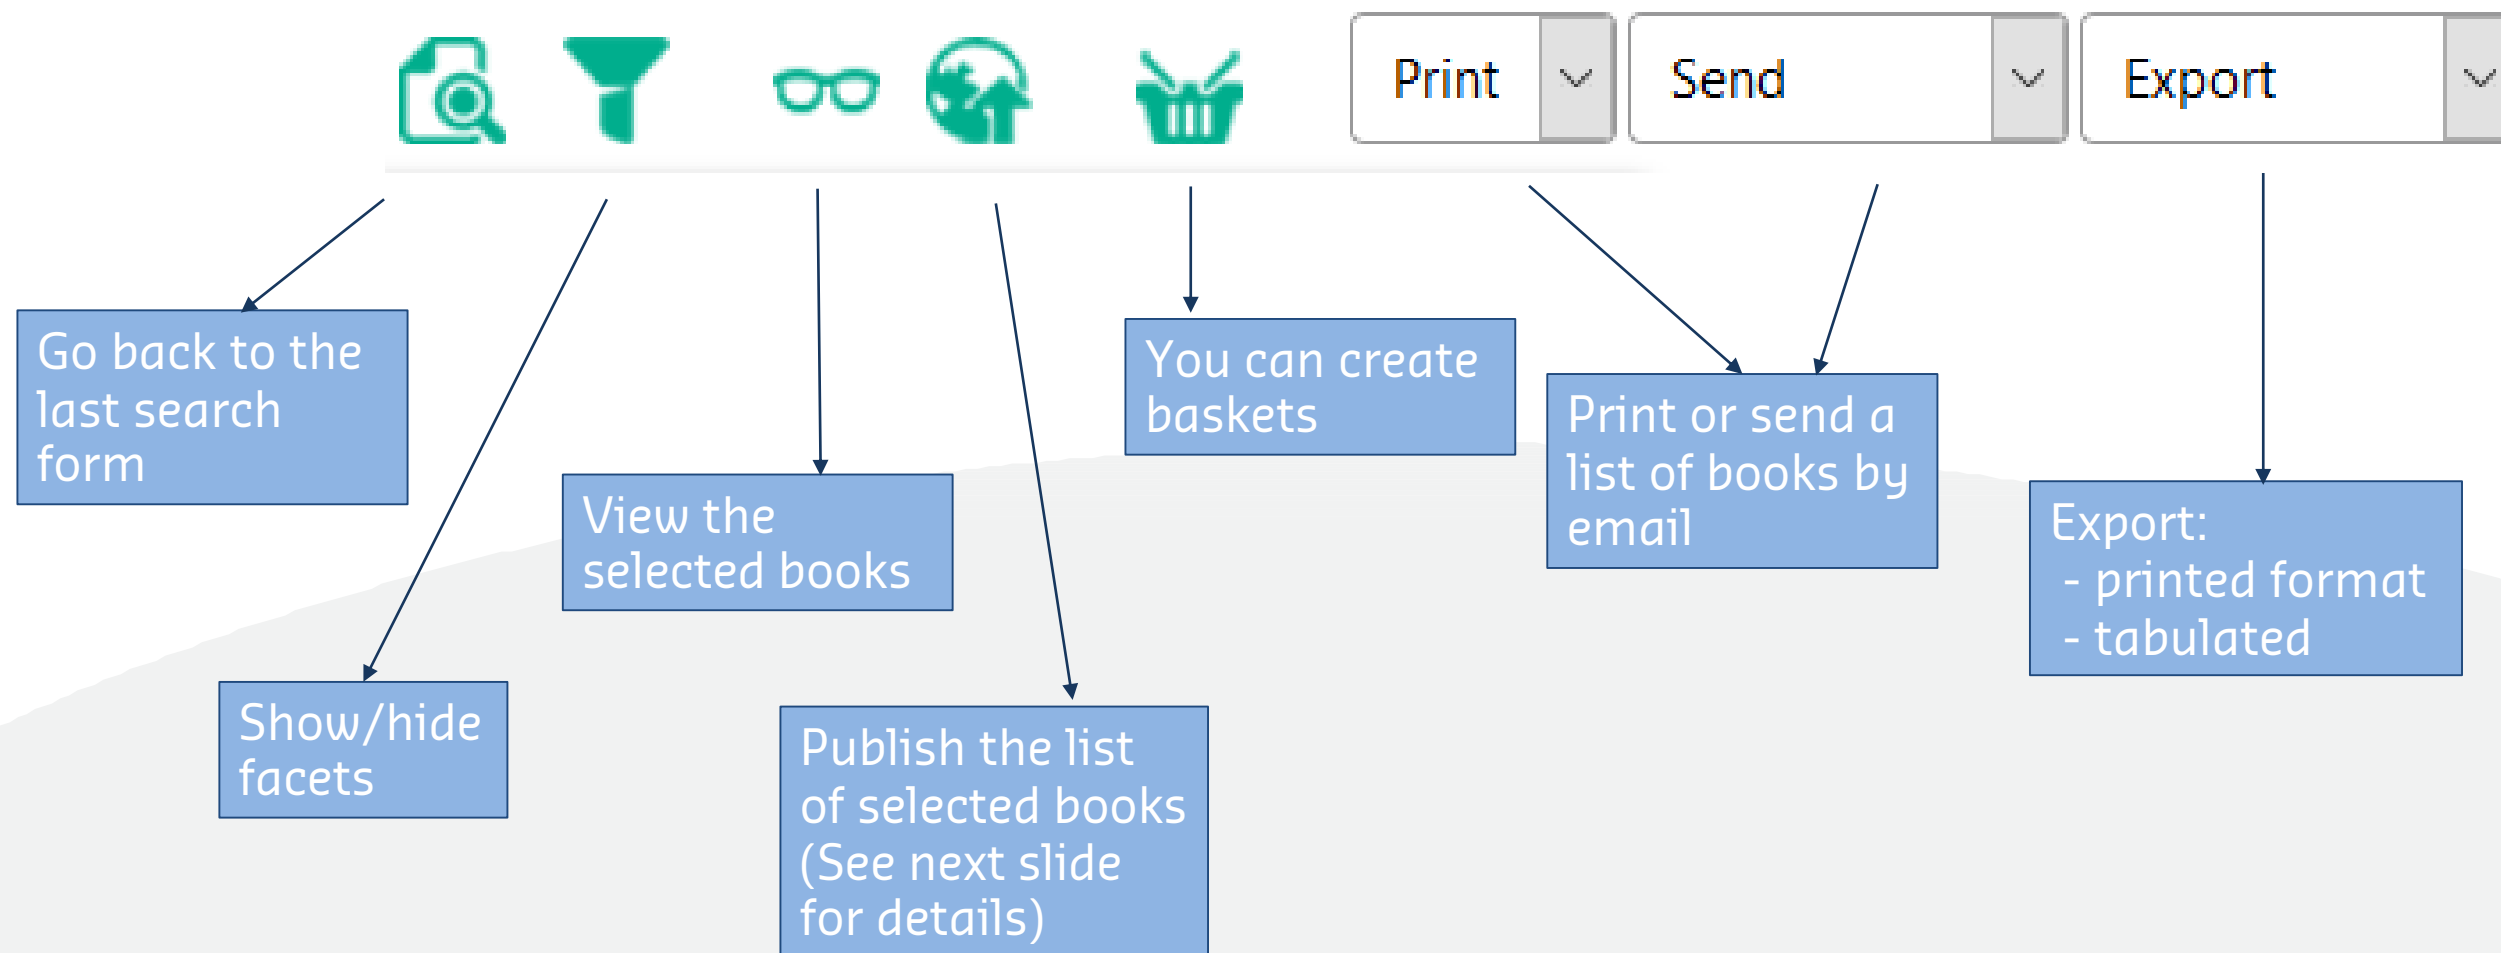 Print
Send
Export
Go back to the
last search
form
You can create
baskets
Print or send a
list of books by
email
View the
selected books
Export:
- printed format
- tabulated
Show/hide
facets
Publish the list
of selected books
(See next slide
for details)